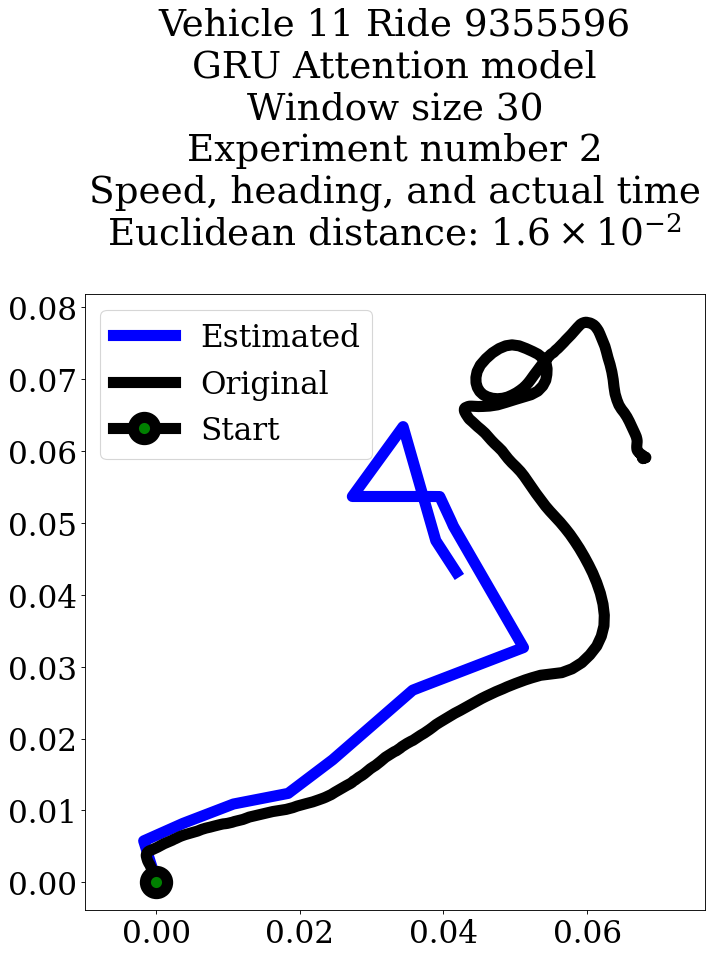 Vehicle 11 Ride 9355596
GRU Attention model
Window size 30
Experiment number 2
Speed, heading, and actual time
Euclidean distance: 1.6 × 10⁻²
0.08
0.07
0.06
0.05
0.04
0.03
0.02
0.01
0.00
Estimated
Original
Start
0.00 0.02 0.04 0.06